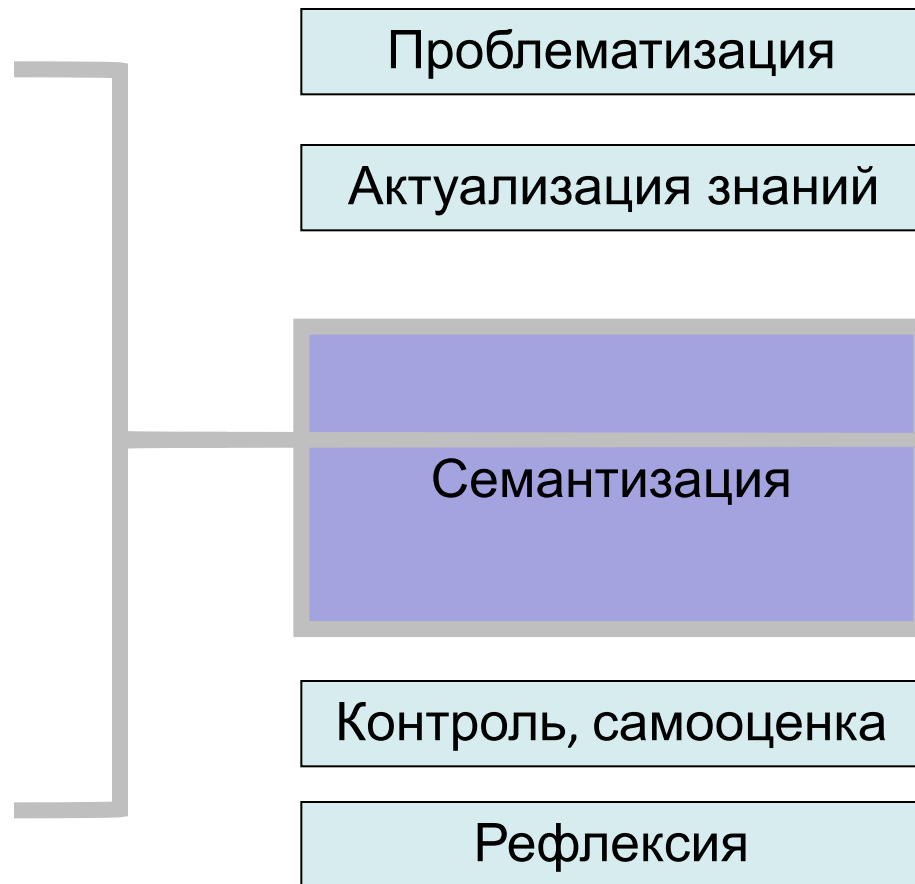 Проблематизация
Актуализация знаний
Семантизация
Контроль, самооценка
Рефлексия